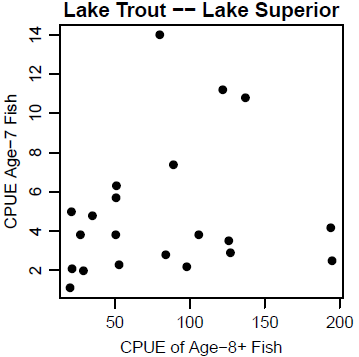 Lake Trout −− Lake Superior
14
12
10
8
6
4
2
CPUE Age−7 Fish
50 100 150 200
CPUE of Age−8+ Fish